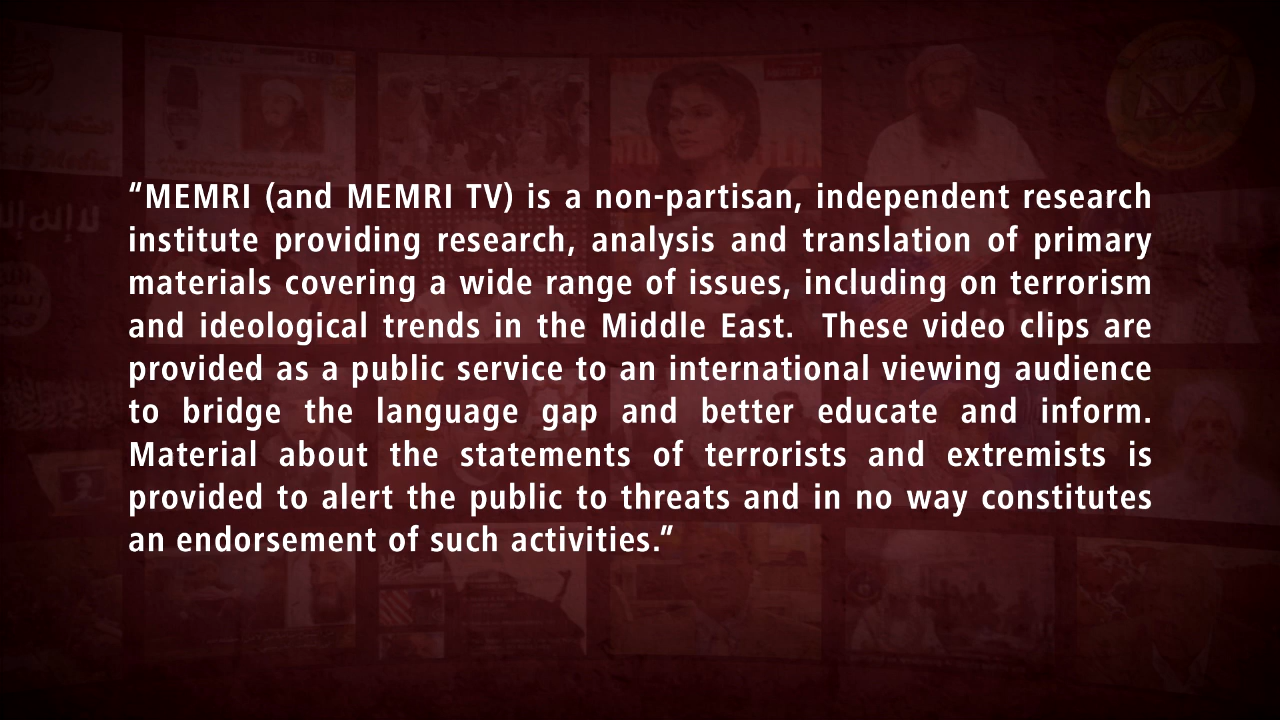 “MEMRI (and MEMRI TV) is a non-partisan, independent research
institute providing research, analysis and translation of primary
materials covering a wide range of issues, including on terrorism
and ideological trends in the Middle East.  These video clips are
provided as a public service to an international viewing audience
to bridge the language gap and better educate and inform.
Material about the statements of terrorists and extremists is
provided to alert the public to threats and in no way constitutes
an endorsement of such activities.”